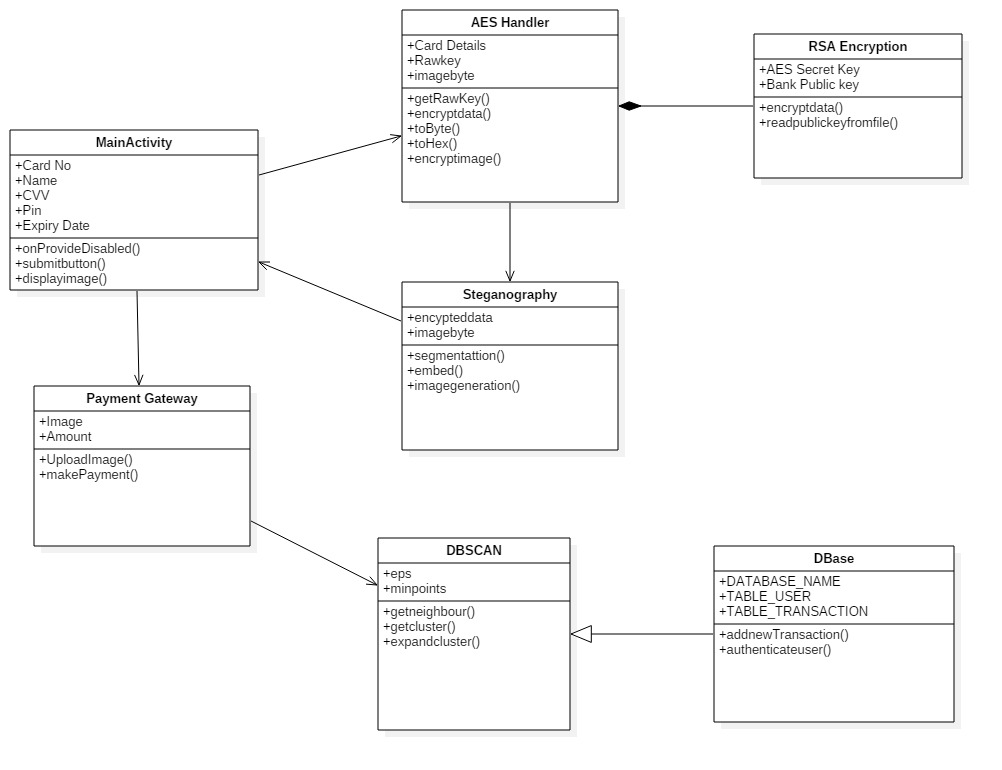 AES Handler
+Card Details
+Rawkey
+imagebyte
+getRawKey()
+encryptdata()
+toByte()
+toHex()
+encryptimage()
RSA Encryption
+AES Secret Key
+Bank Public key
+encryptdata()
+readpublickeyfromfile()
MainActivity
+Card No
+Name
+CVV
+Pin
+Expiry Date
+onProvideDisabled()
+submitbutton()
+displayimage()
Steganography
+encypteddata
+imagebyte
+segmentattion()
+embed()
+imagegeneration()
Payment Gateway
+Image
+Amount
+UploadImage()
+makePayment()
DBSCAN
+eps
+minpoints
+getneighbour()
+getcluster()
+expandcluster()
DBase
+DATABASE_NAME
+TABLE_USER
+TABLE_TRANSACTION
+addnewTransaction()
+authenticateuser()